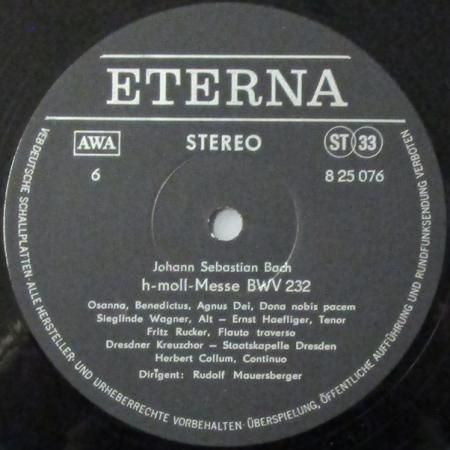 ETERNA
AWA
STEREO
ST 33
6
8 25 076
Johann Sebastian Bach
h-moll-Messe BWV 232
Osanna, Benedictus, Agnus Dei, Dona nobis pacem
Sieglinde Wagner, Alt – Ernst Haefliger, Tenor
Fritz Rucker, Flauto traverso
Dresdner Kreuzchor – Staatskapelle Dresden
Herbert Collum, Continuo
Dirigent: Rudolf Mauersberger
VEB DEUTSCHE SCHALLPLATTEN · ALLE HERSTELLER- UND URHEBERRECHTE VORBEHALTEN · ÜBERSPIELUNG, ÖFFENTLICHE AUFFÜHRUNG UND RUNDFUNKSENDUNG VERBOTEN